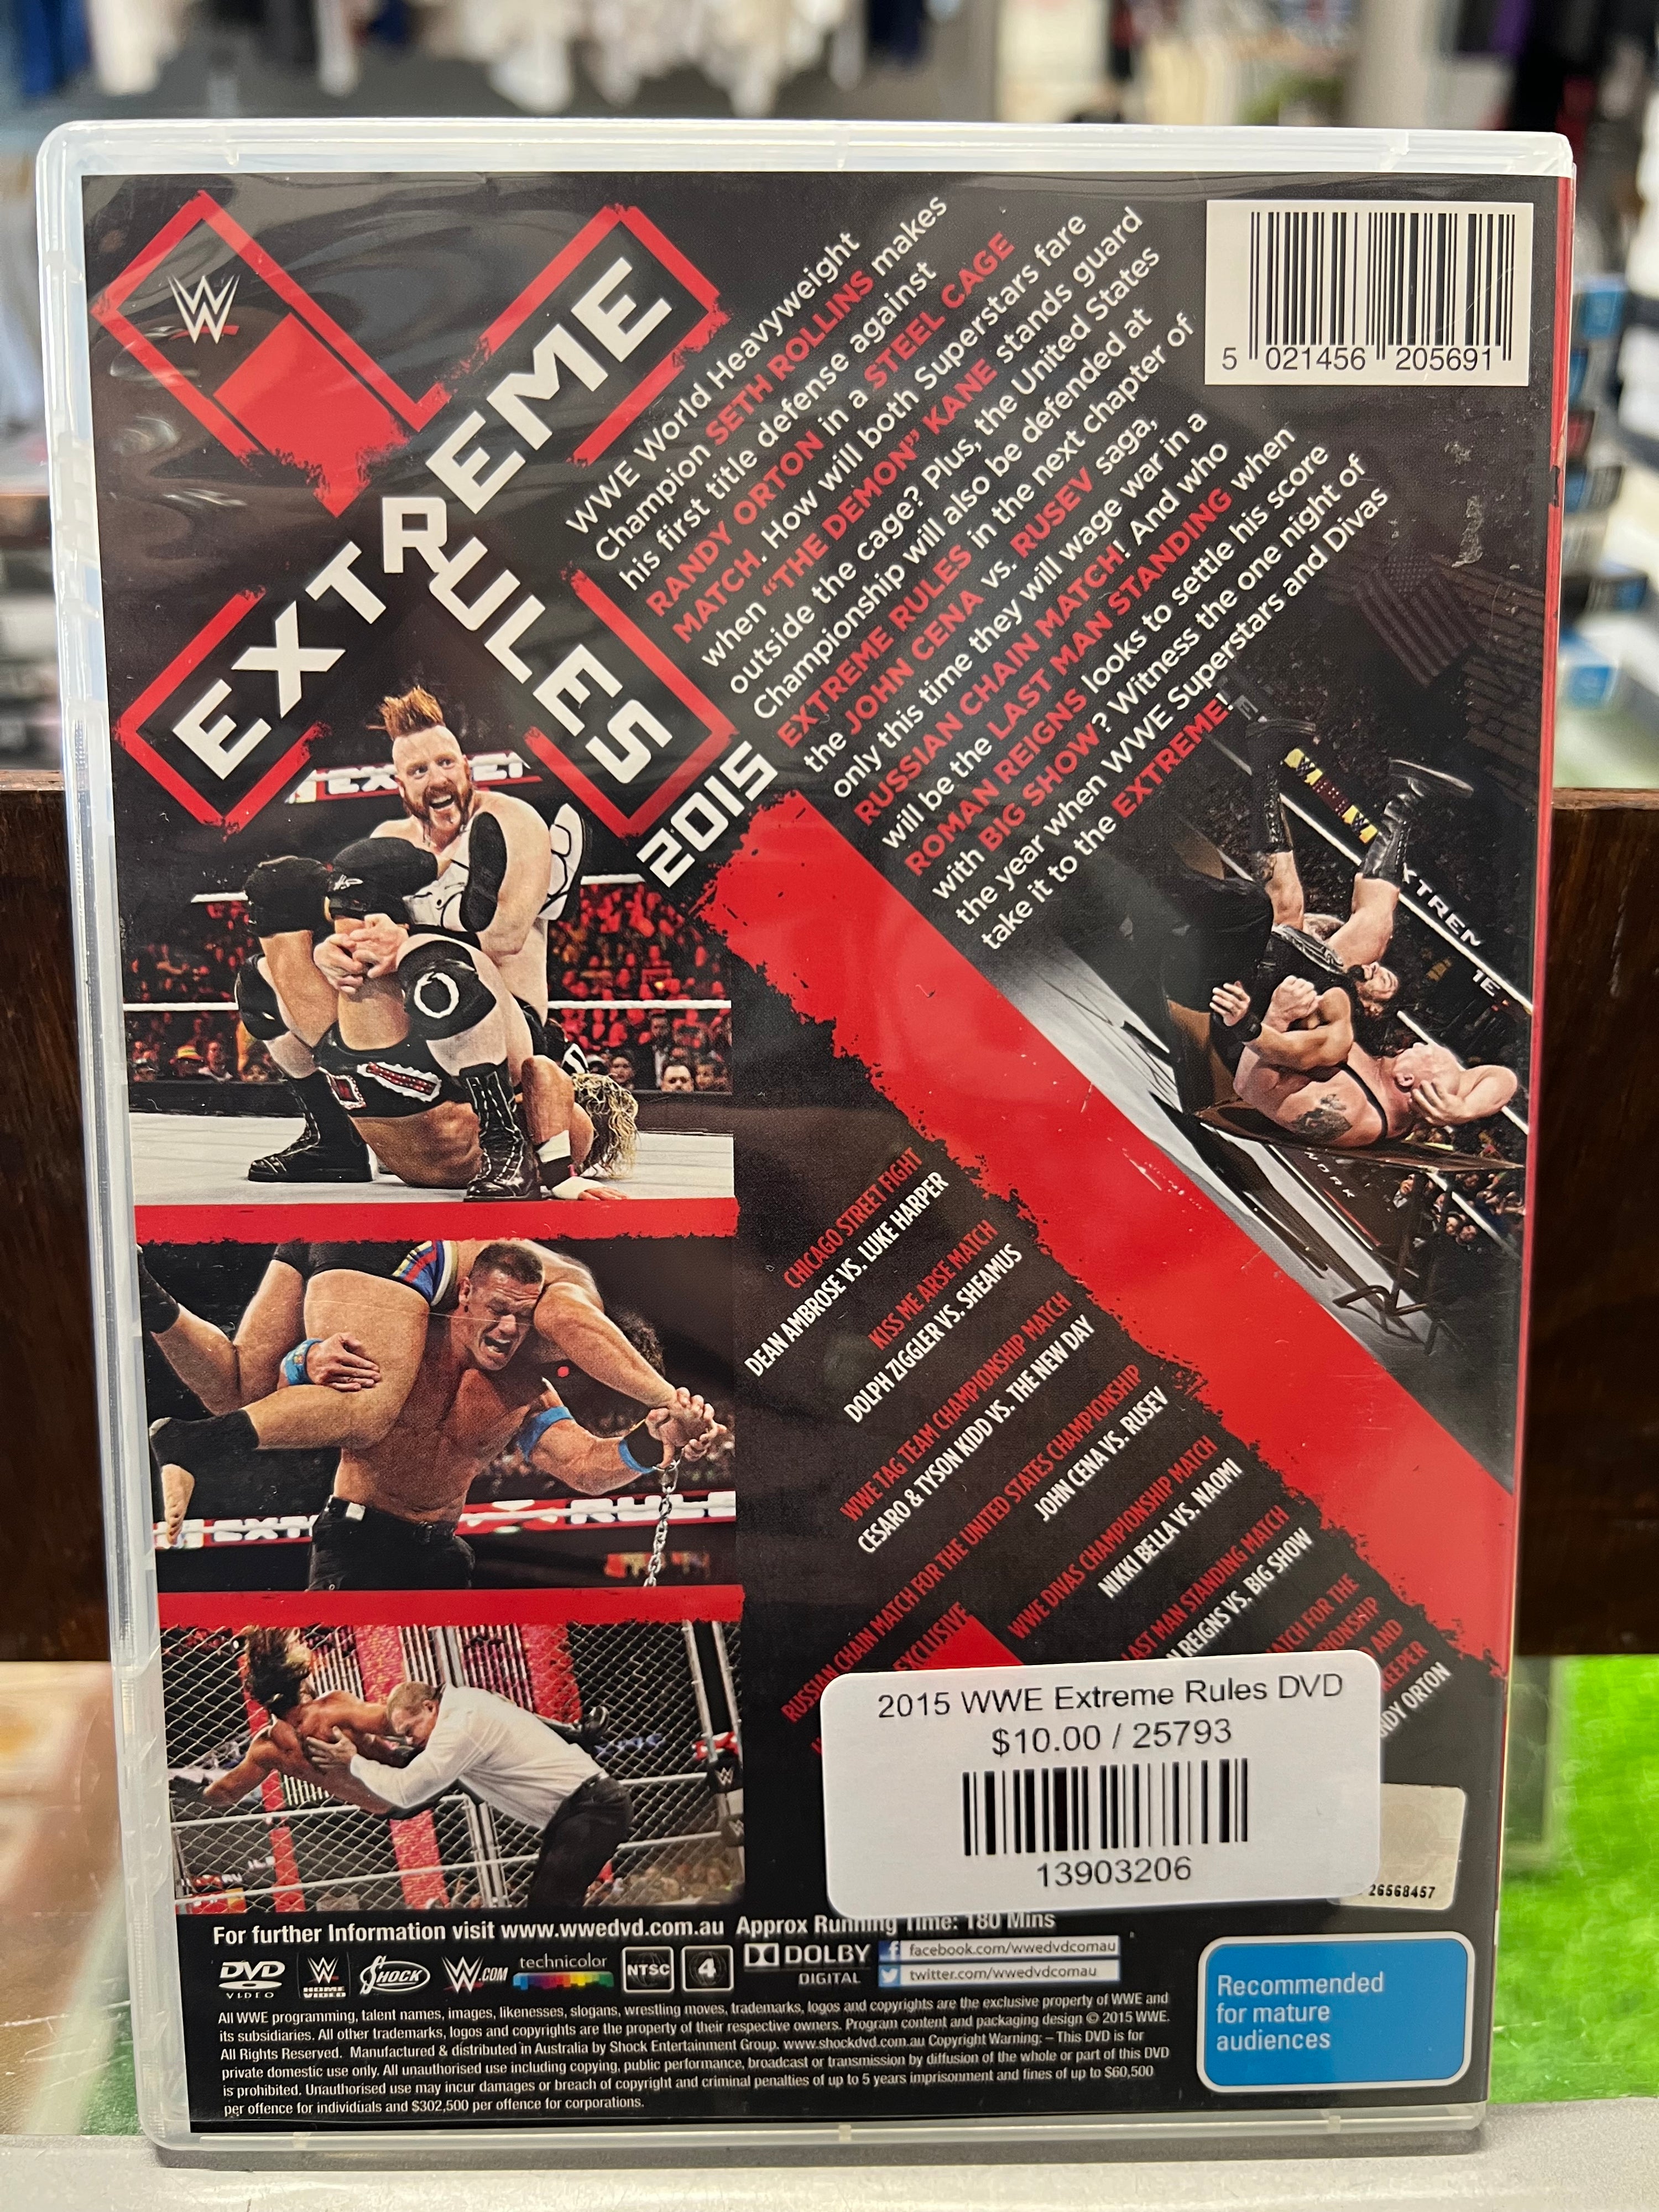 W
EXTREME
RULES
2015
WWE World Heavyweight
Champion SETH ROLLINS makes
his first title defense against
RANDY ORTON in a STEEL CAGE
MATCH. How will both Superstars fare
when "THE DEMON" KANE stands guard
outside the cage? Plus, the United States
Championship will also be defended at
EXTREME RULES in the next chapter of
the JOHN CENA vs. RUSEV saga,
only this time they will wage war in a
RUSSIAN CHAIN MATCH! And who
will be the LAST MAN STANDING when
ROMAN REIGNS looks to settle his score
with BIG SHOW? Witness the one night of
the year when WWE Superstars and Divas
take it to the EXTREME!
5 021456 205691
CHICAGO STREET FIGHT
DEAN AMBROSE VS. LUKE HARPER
KISS ME ARSE MATCH
DOLPH ZIGGLER VS. SHEAMUS
WWE TAG TEAM CHAMPIONSHIP MATCH
CESARO & TYSON KIDD VS. THE NEW DAY
RUSSIAN CHAIN MATCH FOR THE UNITED STATES CHAMPIONSHIP
JOHN CENA VS. RUSEV
WWE DIVAS CHAMPIONSHIP MATCH
NIKKI BELLA VS. NAOMI
LAST MAN STANDING MATCH
REIGNS VS. BIG SHOW
FOR THE
AND
ORTON
EXCLUSIVE
2015 WWE Extreme Rules DVD
$10.00 / 25793
13903206
26568457
For further Information visit www.wwedvd.com.au Approx Running Time: 180 Mins
DVD VIDEO W HOME VIDEO SHOCK W.COM technicolor NTSC 4 DOLBY DIGITAL
facebook.com/wwedvdcomau
twitter.com/wwedvdcomau
All WWE programming, talent names, images, likenesses, slogans, wrestling moves, trademarks, logos and copyrights are the exclusive property of WWE and
its subsidiaries. All other trademarks, logos and copyrights are the property of their respective owners. Program content and packaging design © 2015 WWE.
All Rights Reserved. Manufactured & distributed in Australia by Shock Entertainment Group. www.shockdvd.com.au Copyright Warning: – This DVD is for
private domestic use only. All unauthorised use including copying, public performance, broadcast or transmission by diffusion of the whole or part of this DVD
is prohibited. Unauthorised use may incur damages or breach of copyright and criminal penalties of up to 5 years imprisonment and fines of up to $60,500
per offence for individuals and $302,500 per offence for corporations.
Recommended
for mature
audiences